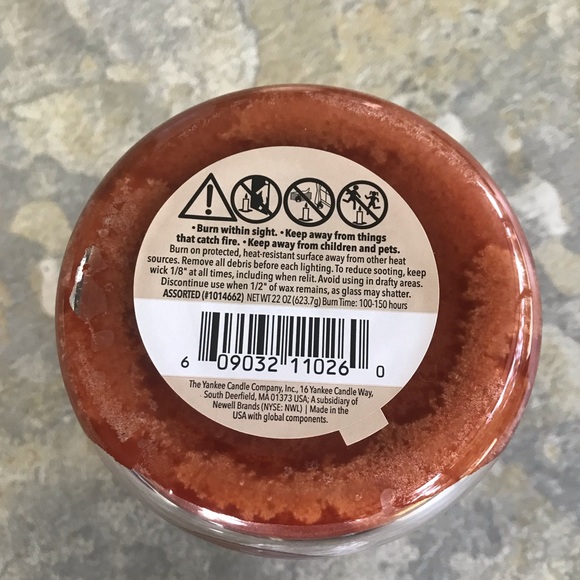 • Burn within sight. • Keep away from things
that catch fire. • Keep away from children and pets.
Burn on protected, heat-resistant surface away from other heat
sources. Remove all debris before each lighting. To reduce sooting, keep
wick 1/8" at all times, including when relit. Avoid using in drafty areas.
Discontinue use when 1/2" of wax remains, as glass may shatter.
ASSORTED (#1014662) NET WT 22 OZ (623.7g) Burn Time: 100-150 hours
6 09032 11026 0
The Yankee Candle Company, Inc., 16 Yankee Candle Way,
South Deerfield, MA 01373 USA; A subsidiary of
Newell Brands (NYSE: NWL) | Made in the
USA with global components.